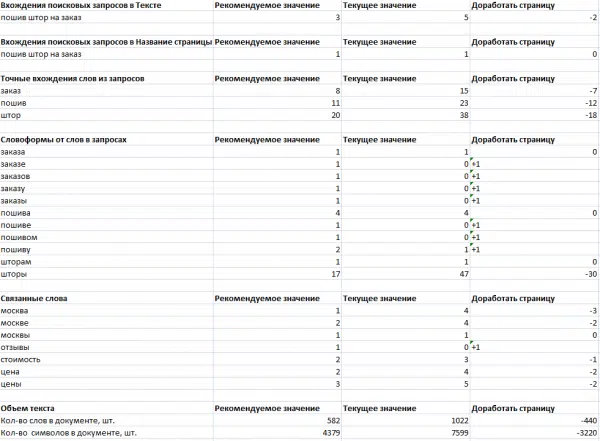 Вхождения поисковых запросов в Тексте Рекомендуемое значение Текущее значение Доработать страницу
пошив штор на заказ 3 5 -2
Вхождения поисковых запросов в Название страницы Рекомендуемое значение Текущее значение Доработать страницу
пошив штор на заказ 1 1 0
Точные вхождения слов из запросов Рекомендуемое значение Текущее значение Доработать страницу
заказ 8 15 -7
пошив 11 23 -12
штор 20 38 -18
Словоформы от слов в запросах Рекомендуемое значение Текущее значение Доработать страницу
заказа 1 1 0
заказе 1 0 +1
заказов 1 0 +1
заказу 1 0 +1
заказы 1 0 +1
пошива 4 4 0
пошиве 1 0 +1
пошивом 1 0 +1
пошиву 2 1 +1
шторам 1 1 0
шторы 17 47 -30
Связанные слова Рекомендуемое значение Текущее значение Доработать страницу
москва 1 4 -3
москве 2 4 -2
москвы 1 1 0
отзывы 1 0 +1
стоимость 2 3 -1
цена 2 4 -2
цены 3 5 -2
Объем текста Рекомендуемое значение Текущее значение Доработать страницу
Кол-во слов в документе, шт. 582 1022 -440
Кол-во символов в документе, шт. 4379 7599 -3220